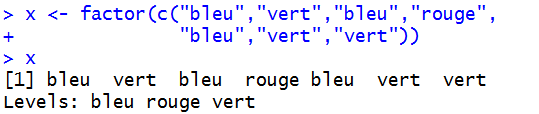 > x <- factor(c("bleu","vert","bleu","rouge",
+              "bleu","vert","vert"))
> x
[1] bleu  vert  bleu  rouge bleu  vert  vert
Levels: bleu rouge vert